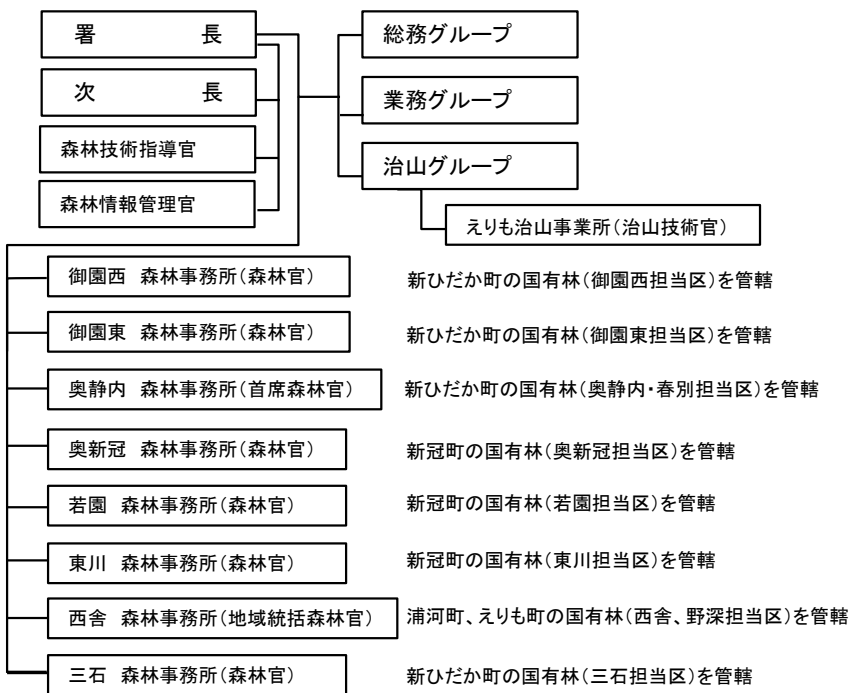 署　　　長
次　　　長
森林技術指導官
森林情報管理官
総務グループ
業務グループ
治山グループ
えりも治山事業所(治山技術官)
御園西　森林事務所(森林官)　新ひだか町の国有林(御園西担当区)を管轄
御園東　森林事務所(森林官)　新ひだか町の国有林(御園東担当区)を管轄
奥静内　森林事務所(首席森林官)　新ひだか町の国有林(奥静内・春別担当区)を管轄
奥新冠　森林事務所(森林官)　新冠町の国有林(奥新冠担当区)を管轄
若園　森林事務所(森林官)　新冠町の国有林(若園担当区)を管轄
東川　森林事務所(森林官)　新冠町の国有林(東川担当区)を管轄
西舎　森林事務所(地域統括森林官)　浦河町、えりも町の国有林(西舎、野深担当区)を管轄
三石　森林事務所(森林官)　新ひだか町の国有林(三石担当区)を管轄